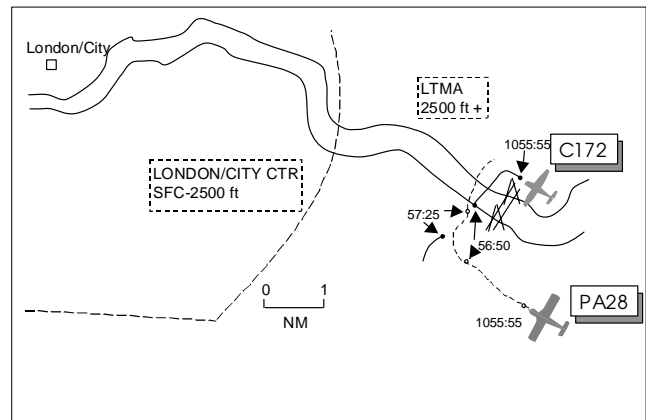 London/City
LTMA
2500 ft +
1055:55
C172
LONDON/CITY CTR
SFC-2500 ft
57:25
56:50
0 1
NM
PA28
1055:55